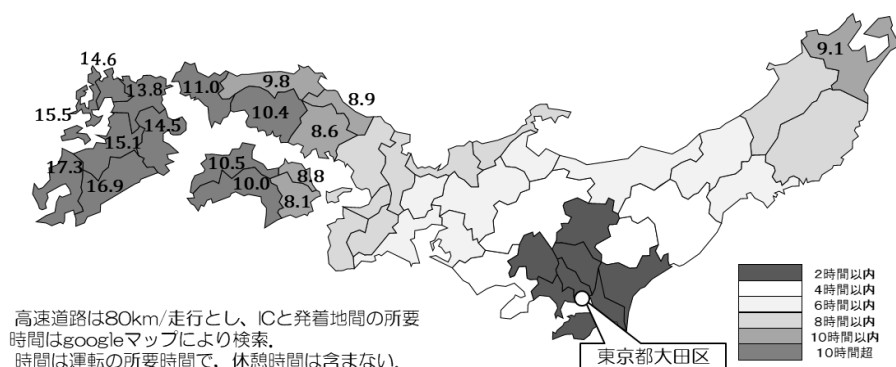 9.1
14.6
13.8
11.0
9.8
8.9
15.5
10.4
14.5
8.6
15.1
17.3
10.5
8.8
16.9
10.0
8.1
2時間以内
4時間以内
6時間以内
8時間以内
10時間以内
10時間超
高速道路は80km/走行とし、ICと発着地間の所要
時間はgoogleマップにより検索.
時間は運転の所要時間で，休憩時間は含まない.
東京都大田区